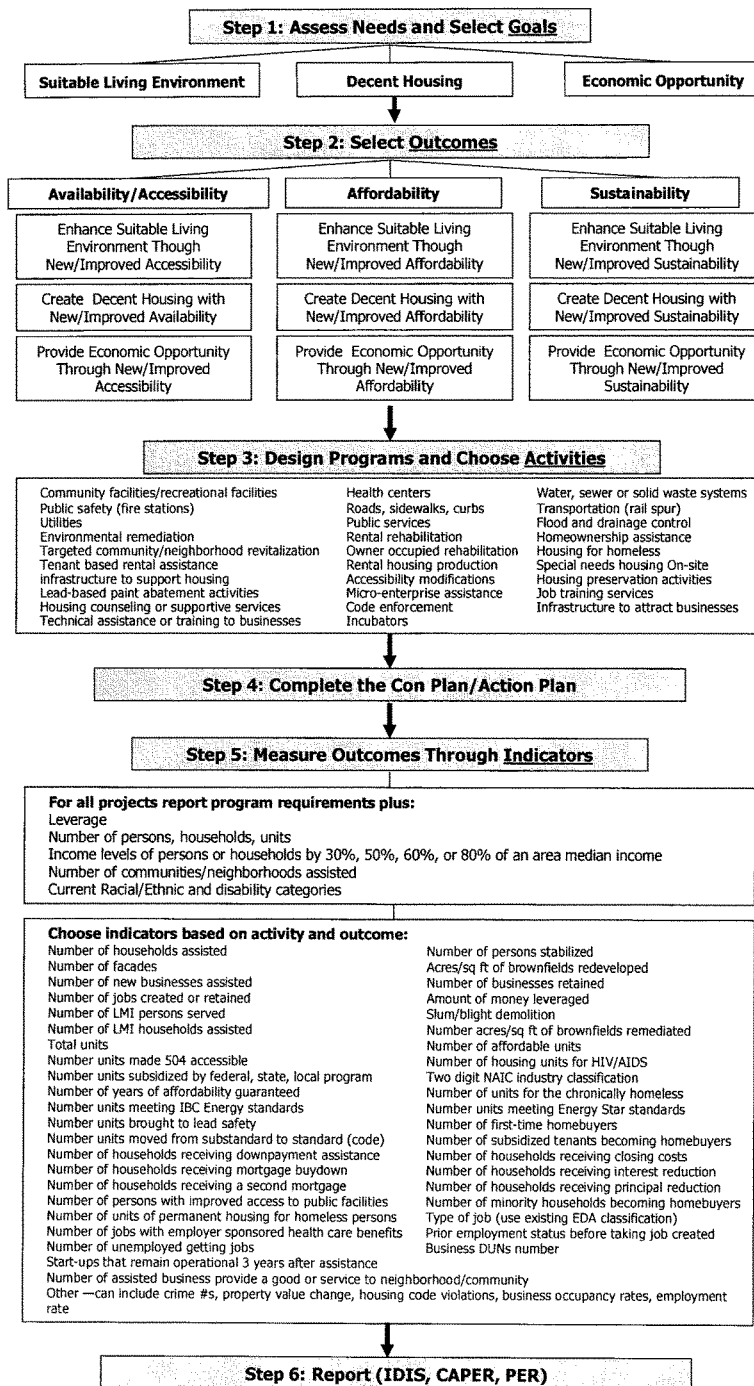 Step 1: Assess Needs and Select Goals
Suitable Living Environment
Decent Housing
Economic Opportunity
Step 2: Select Outcomes
Availability/Accessibility
Affordability
Sustainability
Enhance Suitable Living
Environment Though
New/Improved Accessibility
Enhance Suitable Living
Environment Though
New/Improved Affordability
Enhance Suitable Living
Environment Though
New/Improved Sustainability
Create Decent Housing with
New/Improved Availability
Create Decent Housing with
New/Improved Affordability
Create Decent Housing with
New/Improved Sustainability
Provide Economic Opportunity
Through New/Improved
Accessibility
Provide Economic Opportunity
Through New/Improved
Affordability
Provide Economic Opportunity
Through New/Improved
Sustainability
Step 3: Design Programs and Choose Activities
Community facilities/recreational facilities
Public safety (fire stations)
Utilities
Environmental remediation
Targeted community/neighborhood revitalization
Tenant based rental assistance
infrastructure to support housing
Lead-based paint abatement activities
Housing counseling or supportive services
Technical assistance or training to businesses
Health centers
Roads, sidewalks, curbs
Public services
Rental rehabilitation
Owner occupied rehabilitation
Rental housing production
Accessibility modifications
Micro-enterprise assistance
Code enforcement
Incubators
Water, sewer or solid waste systems
Transportation (rail spur)
Flood and drainage control
Homeownership assistance
Housing for homeless
Special needs housing On-site
Housing preservation activities
Job training services
Infrastructure to attract businesses
Step 4: Complete the Con Plan/Action Plan
Step 5: Measure Outcomes Through Indicators
For all projects report program requirements plus:
Leverage
Number of persons, households, units
Income levels of persons or households by 30%, 50%, 60%, or 80% of an area median income
Number of communities/neighborhoods assisted
Current Racial/Ethnic and disability categories
Choose indicators based on activity and outcome:
Number of households assisted
Number of facades
Number of new businesses assisted
Number of jobs created or retained
Number of LMI persons served
Number of LMI households assisted
Total units
Number units made 504 accessible
Number units subsidized by federal, state, local program
Number of years of affordability guaranteed
Number units meeting IBC Energy standards
Number units brought to lead safety
Number units moved from substandard to standard (code)
Number of households receiving downpayment assistance
Number of households receiving mortgage buydown
Number of households receiving a second mortgage
Number of persons with improved access to public facilities
Number of units of permanent housing for homeless persons
Number of jobs with employer sponsored health care benefits
Number of unemployed getting jobs
Start-ups that remain operational 3 years after assistance
Number of assisted business provide a good or service to neighborhood/community
Other —can include crime #s, property value change, housing code violations, business occupancy rates, employment
rate
Number of persons stabilized
Acres/sq ft of brownfields redeveloped
Number of businesses retained
Amount of money leveraged
Slum/blight demolition
Number acres/sq ft of brownfields remediated
Number of affordable units
Number of housing units for HIV/AIDS
Two digit NAIC industry classification
Number of units for the chronically homeless
Number units meeting Energy Star standards
Number of first-time homebuyers
Number of subsidized tenants becoming homebuyers
Number of households receiving closing costs
Number of households receiving interest reduction
Number of households receiving principal reduction
Number of minority households becoming homebuyers
Type of job (use existing EDA classification)
Prior employment status before taking job created
Business DUNs number
Step 6: Report (IDIS, CAPER, PER)